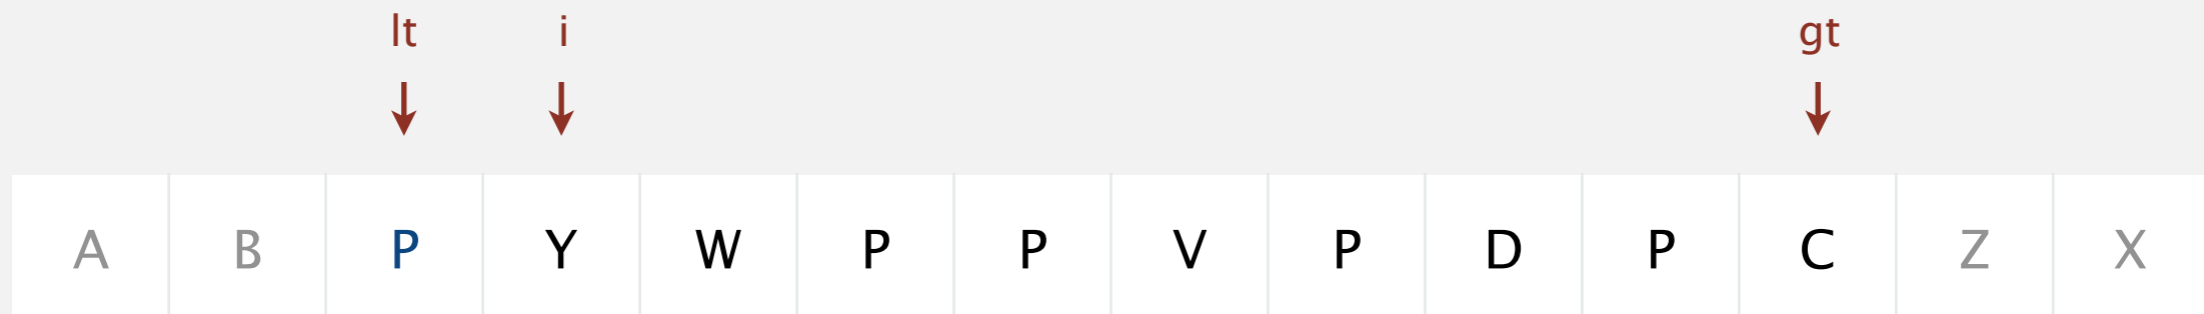 lt i gt
A B P Y W P P V P D P C Z X